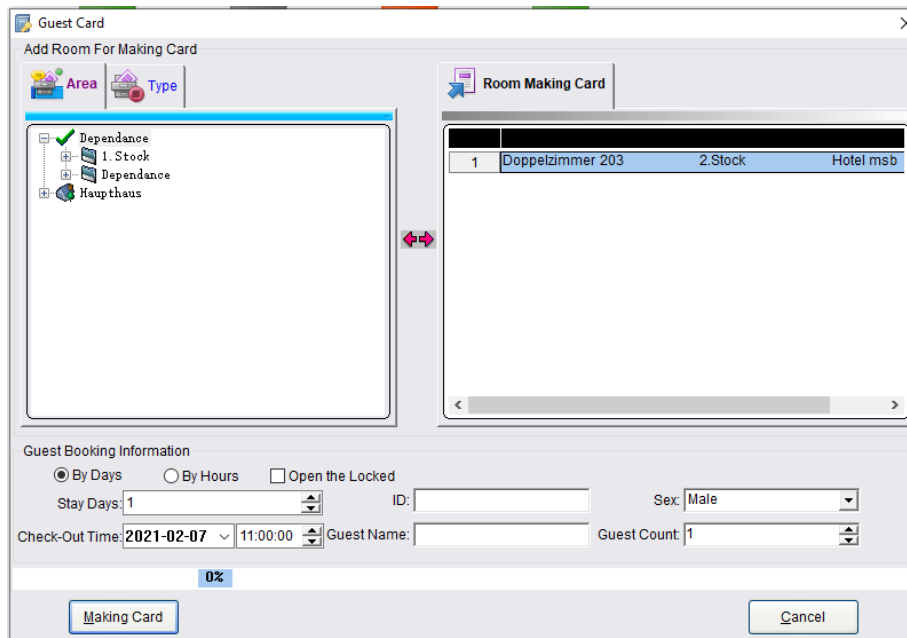 Guest Card
Add Room For Making Card
Area Type
Room Making Card
Dependance
1.Stock
Dependance
Haupthaus
1 Doppelzimmer 203 2.Stock Hotel msb
Guest Booking Information
By Days By Hours Open the Locked
Stay Days: 1 ID: Sex: Male
Check-Out Time: 2021-02-07 11:00:00 Guest Name: Guest Count: 1
0%
Making Card Cancel